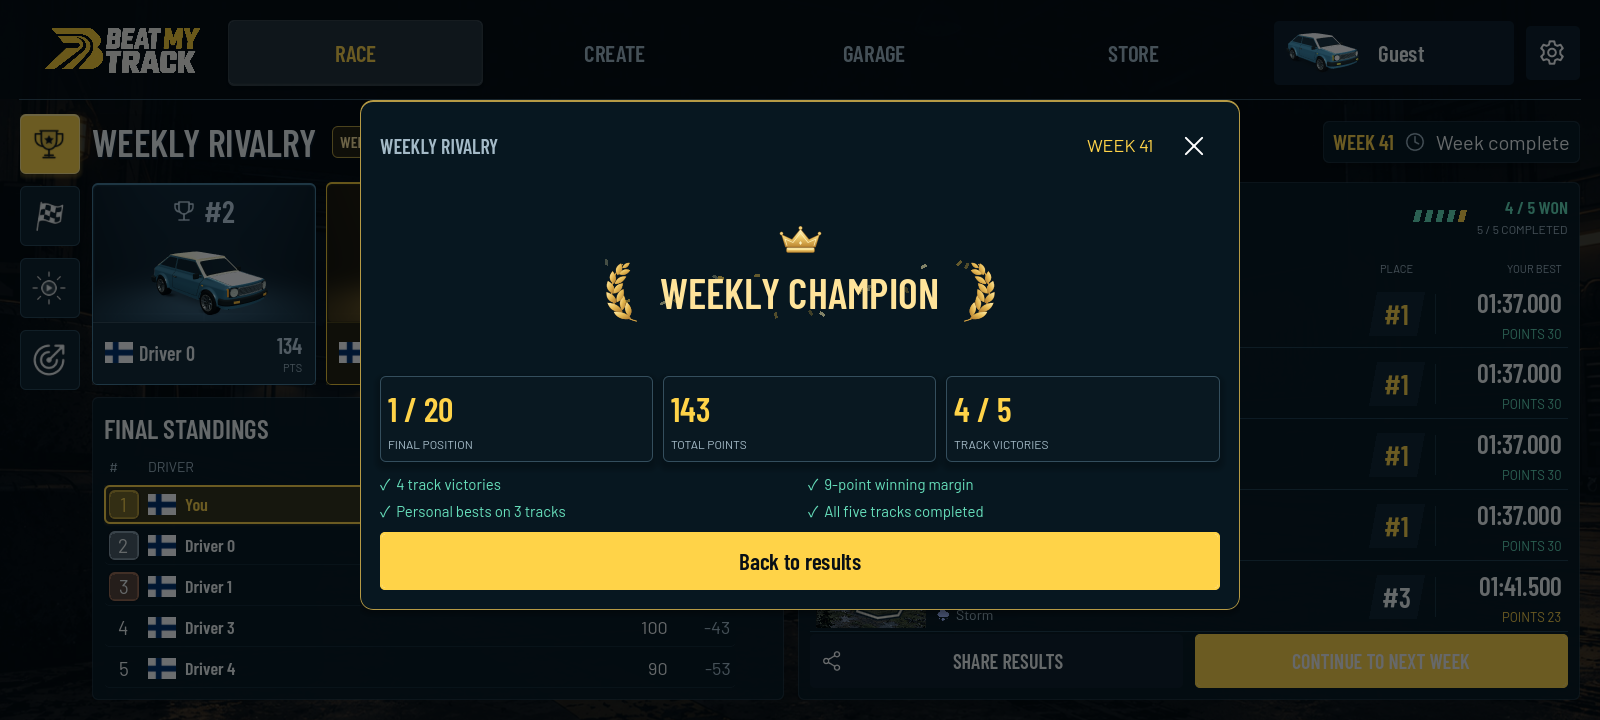 BEAT MY TRACK
RACE
CREATE
GARAGE
STORE
Guest
WEEKLY RIVALRY
WEEK 41
Week complete
#2
Driver 0
134
PTS
FINAL STANDINGS
# DRIVER
1 You
2 Driver 0
3 Driver 1
4 Driver 3 100 -43
5 Driver 4 90 -53
WEEKLY RIVALRY
WEEK 41
WEEKLY CHAMPION
1 / 20
FINAL POSITION
143
TOTAL POINTS
4 / 5
TRACK VICTORIES
✓ 4 track victories
✓ 9-point winning margin
✓ Personal bests on 3 tracks
✓ All five tracks completed
Back to results
4 / 5 WON
5 / 5 COMPLETED
PLACE YOUR BEST
#1 01:37.000
POINTS 30
#1 01:37.000
POINTS 30
#1 01:37.000
POINTS 30
#1 01:37.000
POINTS 30
#3 01:41.500
Storm
POINTS 23
SHARE RESULTS
CONTINUE TO NEXT WEEK